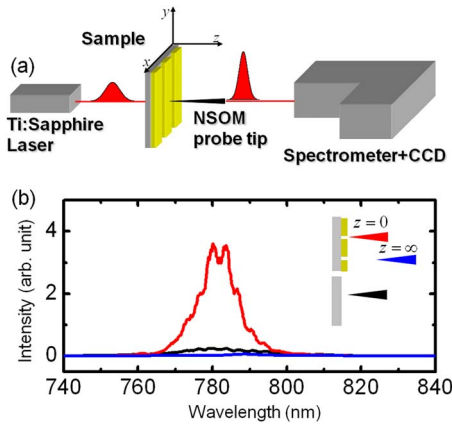 (a)
Sample
y
z
x
Ti:Sapphire
Laser
NSOM
probe tip
Spectrometer+CCD
(b)
Intensity (arb. unit)
4
2
0
z = 0
z = ∞
740 760 780 800 820 840
Wavelength (nm)